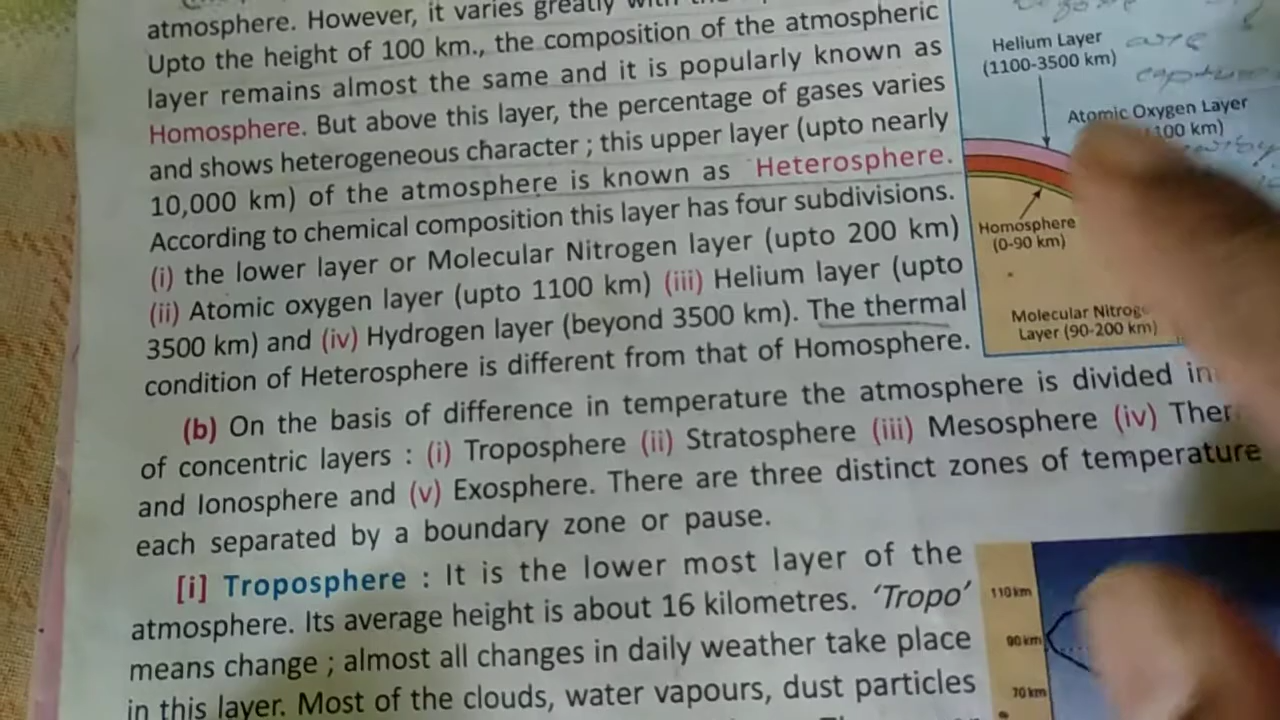 atmosphere. However, it varies greatly with the
Upto the height of 100 km., the composition of the atmospheric
layer remains almost the same and it is popularly known as
Homosphere. But above this layer, the percentage of gases varies
and shows heterogeneous character ; this upper layer (upto nearly
10,000 km) of the atmosphere is known as Heterosphere.
According to chemical composition this layer has four subdivisions.
(i) the lower layer or Molecular Nitrogen layer (upto 200 km)
(ii) Atomic oxygen layer (upto 1100 km) (iii) Helium layer (upto
3500 km) and (iv) Hydrogen layer (beyond 3500 km). The thermal
condition of Heterosphere is different from that of Homosphere.
(b) On the basis of difference in temperature the atmosphere is divided
of concentric layers : (i) Troposphere (ii) Stratosphere (iii) Mesosphere (iv)
and Ionosphere and (v) Exosphere. There are three distinct zones of temperature
each separated by a boundary zone or pause.
[i] Troposphere : It is the lower most layer of the
atmosphere. Its average height is about 16 kilometres. 'Tropo'
means change ; almost all changes in daily weather take place
in this layer. Most of the clouds, water vapours, dust particles
Helium Layer
(1100-3500 km)
are
Atomic Oxygen Layer
100 km)
Homosphere
(0-90 km)
Molecular
Layer (90-200 km)
110 km
90 km
70 km